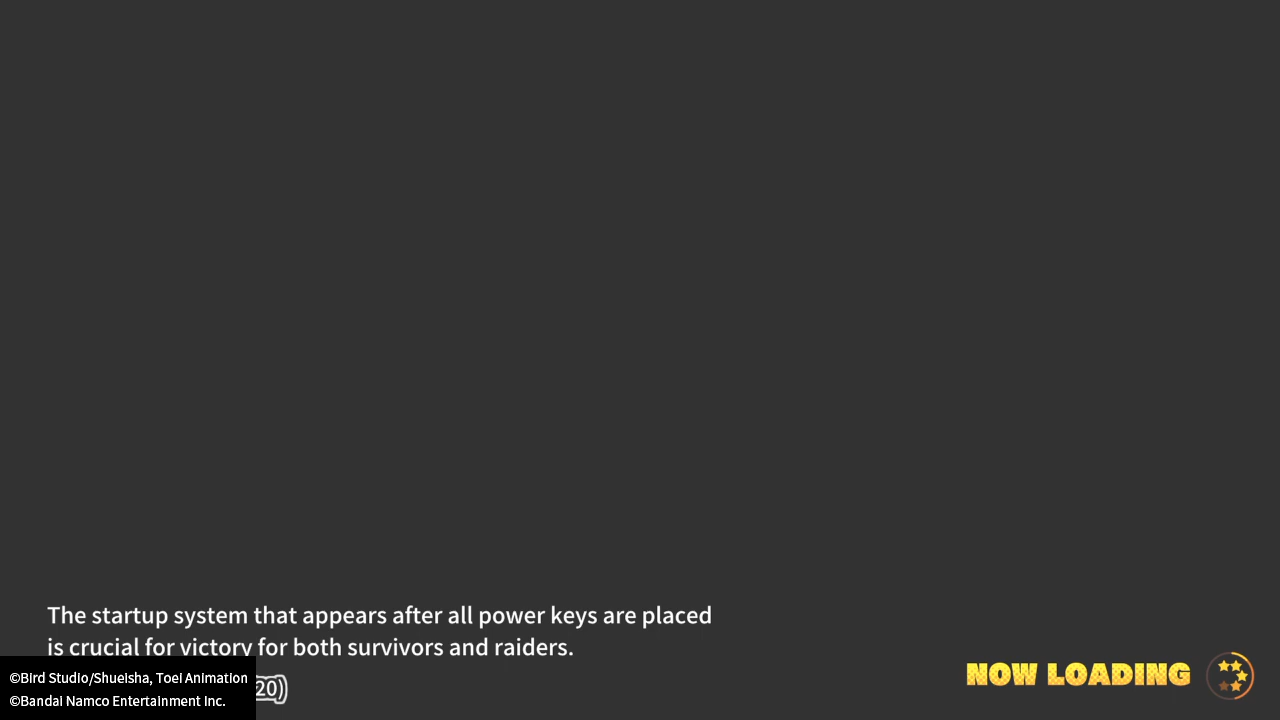 The startup system that appears after all power keys are placed
is crucial for victory for both survivors and raiders.
©Bird Studio/Shueisha, Toei Animation
20)
©Bandai Namco Entertainment Inc.
NOW LOADING